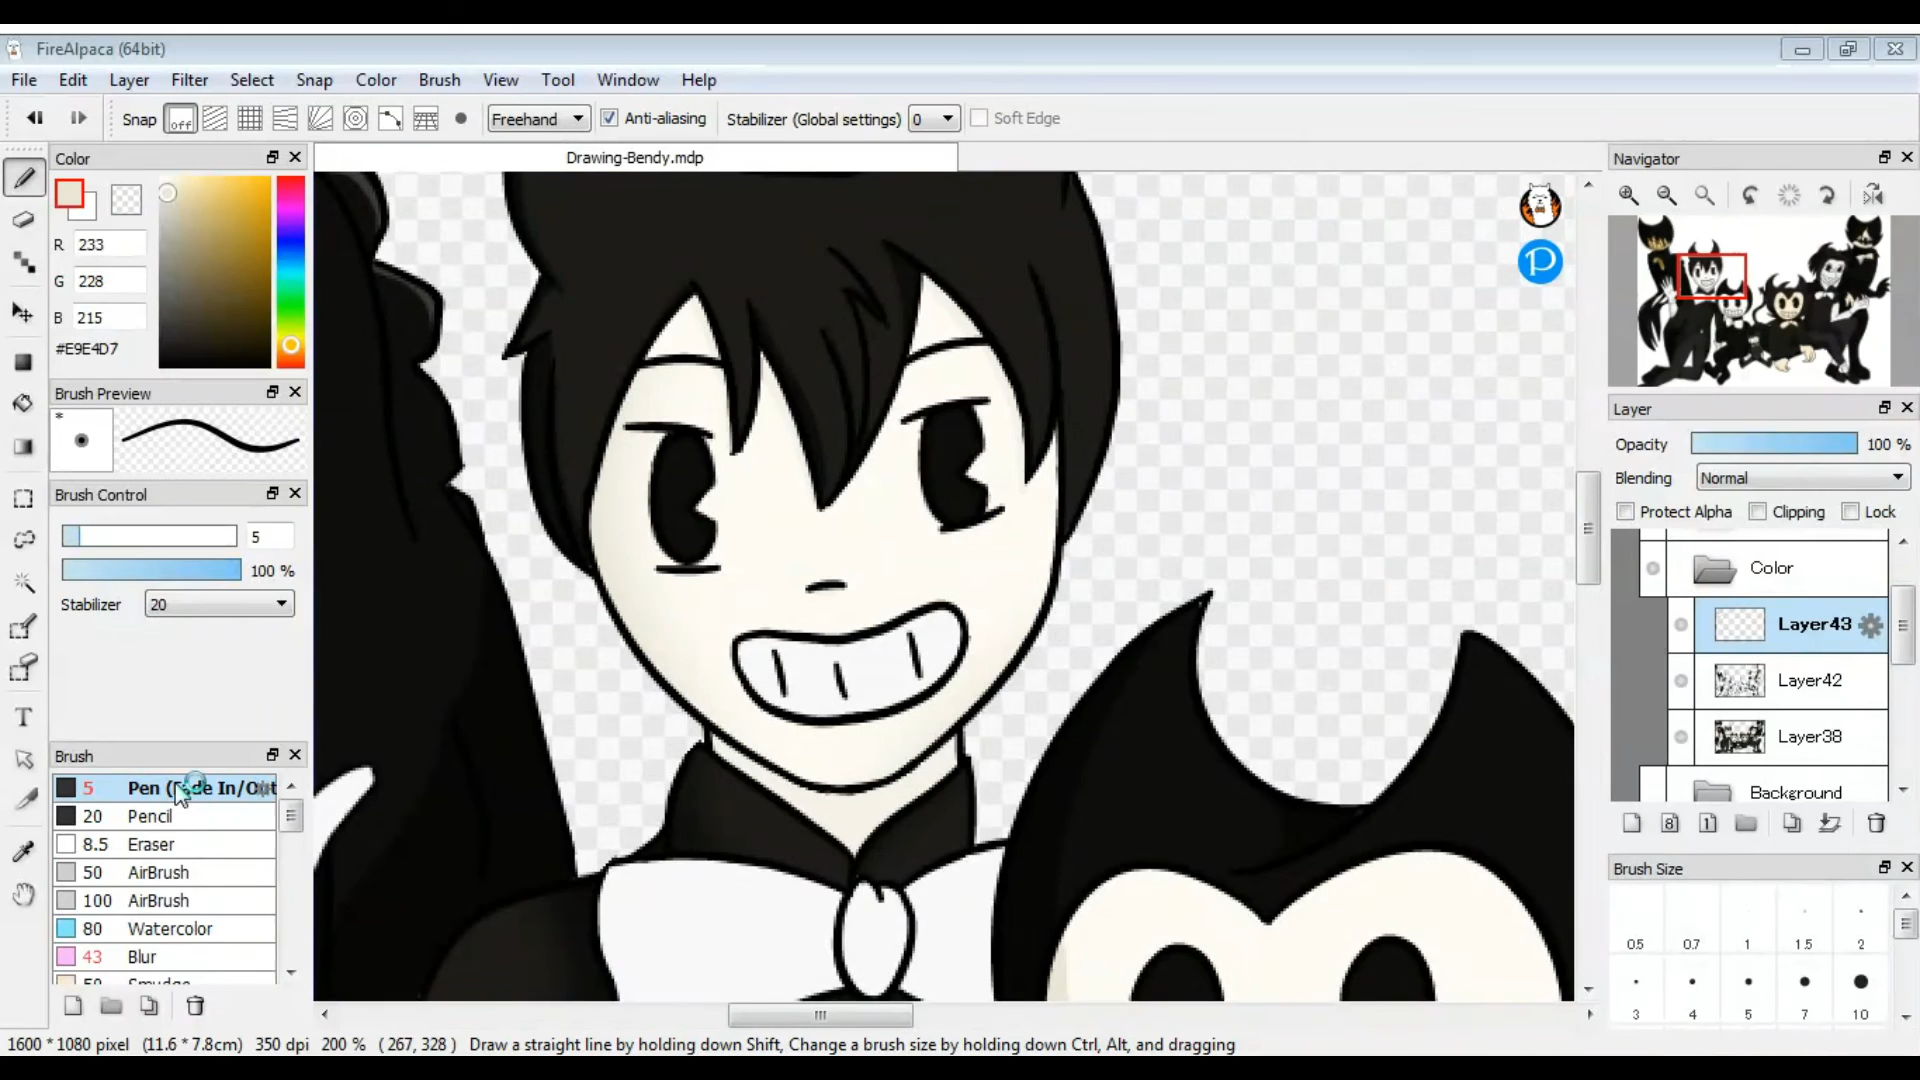 FireAlpaca (64bit)
File Edit Layer Filter Select Snap Color Brush View Tool Window Help
Snap off Freehand Anti-aliasing Stabilizer (Global settings) 0 Soft Edge
Color
Drawing-Bendy.mdp
Navigator
R 233
G 228
B 215
#E9E4D7
Brush Preview
*
Brush Control
5
100 %
Stabilizer 20
Brush
5 Pen (Fade In/Out
20 Pencil
8.5 Eraser
50 AirBrush
100 AirBrush
80 Watercolor
43 Blur
50 Smudge
T
P
Layer
Opacity 100 %
Blending Normal
Protect Alpha Clipping Lock
Color
Layer43
Layer42
Layer38
Background
8 1
Brush Size
0.5 0.7 1 1.5 2
3 4 5 7 10
1600 * 1080 pixel (11.6 * 7.8cm) 350 dpi 200 % ( 267, 328 ) Draw a straight line by holding down Shift, Change a brush size by holding down Ctrl, Alt, and dragging